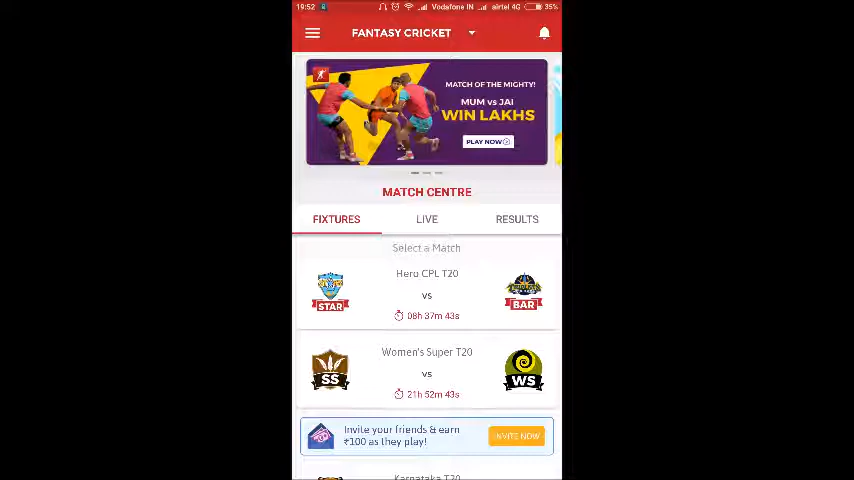 19:52 Vodafone IN airtel 4G 35%
FANTASY CRICKET
MATCH OF THE MIGHTY!
MUM vs JAI
WIN LAKHS
PLAY NOW
MATCH CENTRE
FIXTURES LIVE RESULTS
Select a Match
Hero CPL T20
STAR vs BAR
08h 37m 43s
Women's Super T20
SS vs WS
21h 52m 43s
Invite your friends & earn
₹100 as they play!
INVITE NOW
Karnataka T20